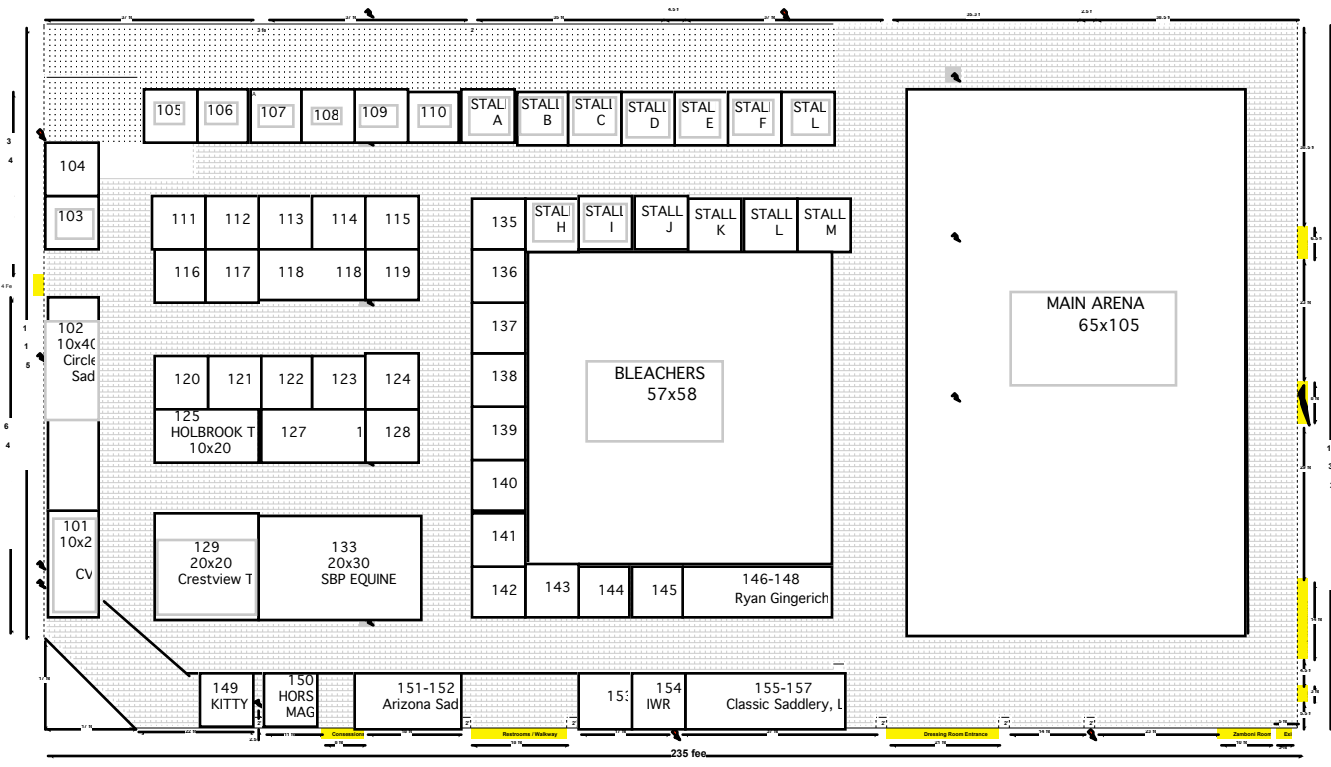 105
106
107
108
109
110
STALL
A
STALL
B
STALL
C
STALL
D
STALL
E
STALL
F
STAL
L
104
103
111
112
113
114
115
135
STALL
H
STALL
I
STALL
J
STALL
K
STALL
L
STALL
M
116
117
118
118
119
136
102
10x40
Circle
Sad
137
MAIN ARENA
65x105
BLEACHERS
57x58
120
121
122
123
124
138
125
HOLBROOK T
10x20
127
1
128
139
140
101
10x2
CV
129
20x20
Crestview T
133
20x30
SBP EQUINE
141
142
143
144
145
146-148
Ryan Gingerich
149
KITTY
150
HORS
MAG
151-152
Arizona Sad
153
154
IWR
155-157
Classic Saddlery, L
Concessions
Restrooms / Walkway
Dressing Room Entrance
Zamboni Room
Exi
235 fee